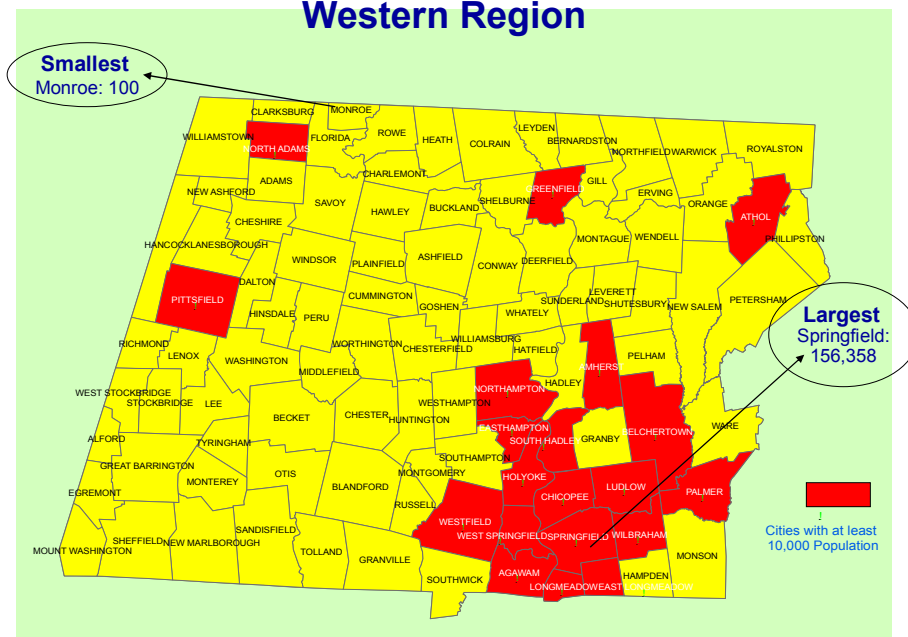 Western Region
Smallest
Monroe: 100
CLARKSBURG
MONROE
WILLIAMSTOWN
NORTH ADAMS
FLORIDA
ROWE
HEATH
COLRAIN
LEYDEN
BERNARDSTON
NORTHFIELD
WARWICK
ROYALSTON
NEW ASHFORD
ADAMS
SAVOY
CHARLEMONT
HAWLEY
BUCKLAND
SHELBURNE
GREENFIELD
GILL
ERVING
ORANGE
ATHOL
PHILLIPSTON
CHESHIRE
HANCOCK
LANESBOROUGH
WINDSOR
PLAINFIELD
ASHFIELD
CONWAY
DEERFIELD
MONTAGUE
WENDELL
PITTSFIELD
DALTON
HINSDALE
PERU
CUMMINGTON
GOSHEN
WHATELY
SUNDERLAND
LEVERETT
SHUTESBURY
NEW SALEM
PETERSHAM
Largest
Springfield:
156,358
RICHMOND
LENOX
WASHINGTON
MIDDLEFIELD
WORTHINGTON
CHESTERFIELD
WILLIAMSBURG
HATFIELD
HADLEY
AMHERS
PELHAM
WEST STOCKBRIDGE
STOCKBRIDGE
LEE
BECKET
CHESTER
HUNTINGTON
WESTHAMPTON
NORTHAMPTON
EASTHAMPTON
SOUTH HADLEY
GRANBY
BELCHERTOWN
WARE
ALFORD
GREAT BARRINGTON
TYRINGHAM
MONTEREY
OTIS
BLANDFORD
MONTGOMERY
SOUTHAMPTON
HOLYOKE
CHICOPEE
LUDLOW
PALMER
EGREMONT
RUSSELL
WESTFIELD
WEST SPRINGFIELD
SPRINGFIELD
WILBRAHAM
MONSON
MOUNT WASHINGTON
SHEFFIELD
NEW MARLBOROUGH
SANDISFIELD
TOLLAND
GRANVILLE
SOUTHWICK
AGAWAM
LONGMEADOW
EAST LONGMEADOW
HAMPDEN
Cities with at least
10,000 Population